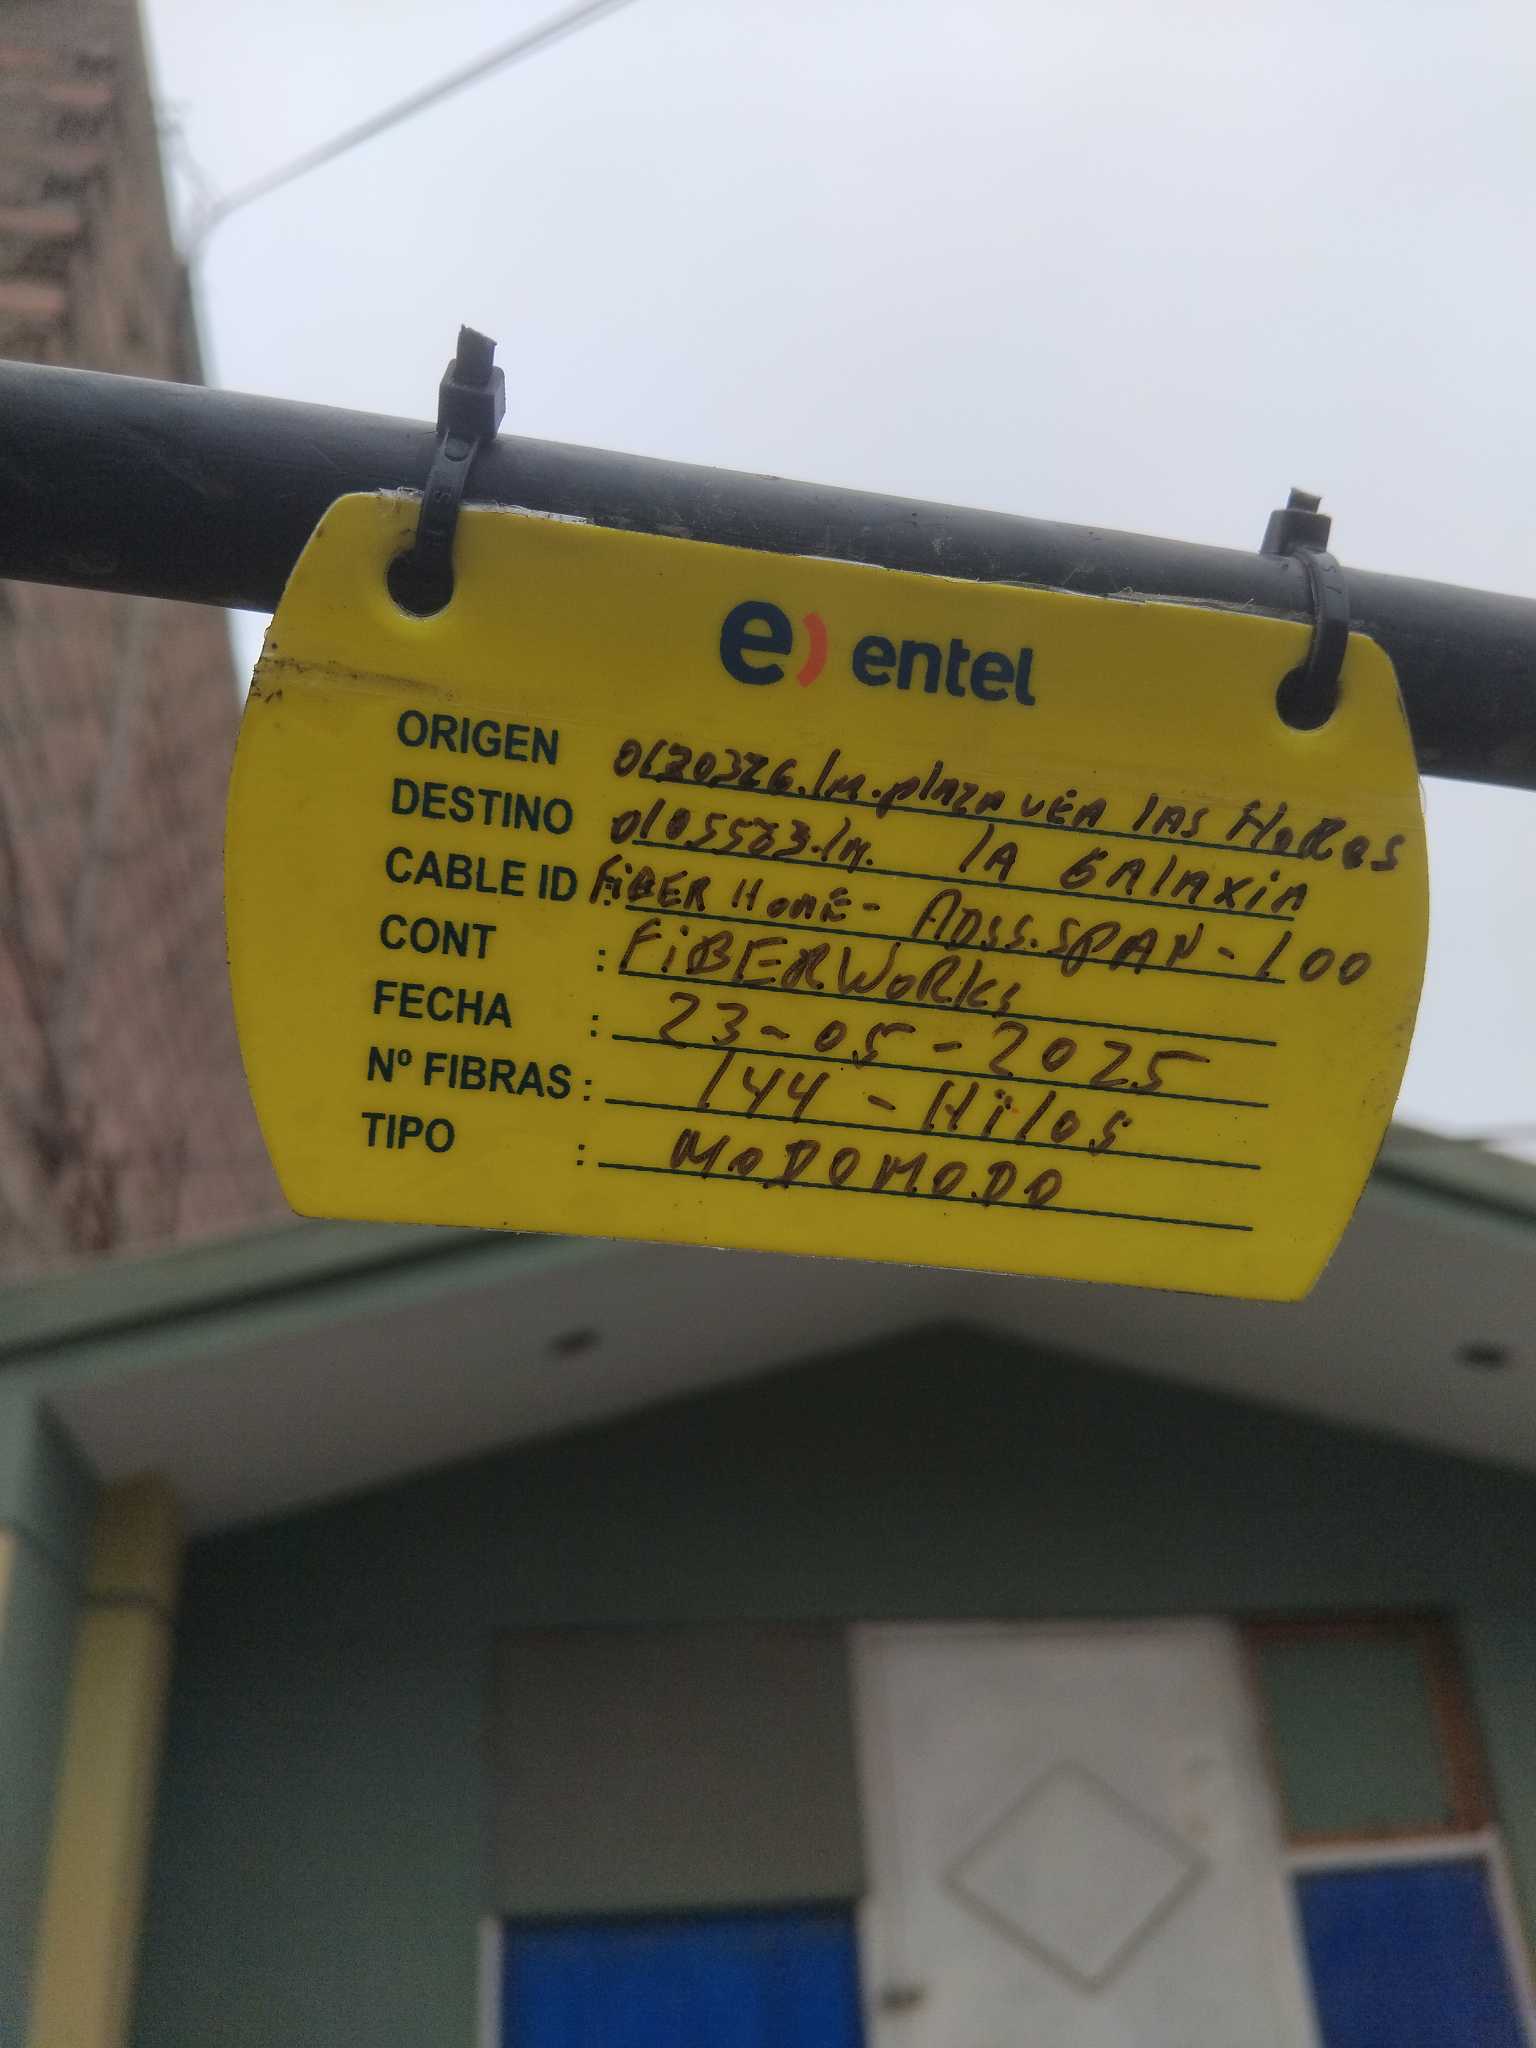 e) entel
ORIGEN 0120326.lm.plAZA VEA lAS FloRes
DESTINO 0105583.lm. lA GAlAXiA
CABLE ID : FiBER HOME - ADSS.SPAN - 100
CONT : FiBERWoRKs
FECHA : 23-05-2025
Nº FIBRAS : 144 - Hilos
TIPO : MoDOMODO